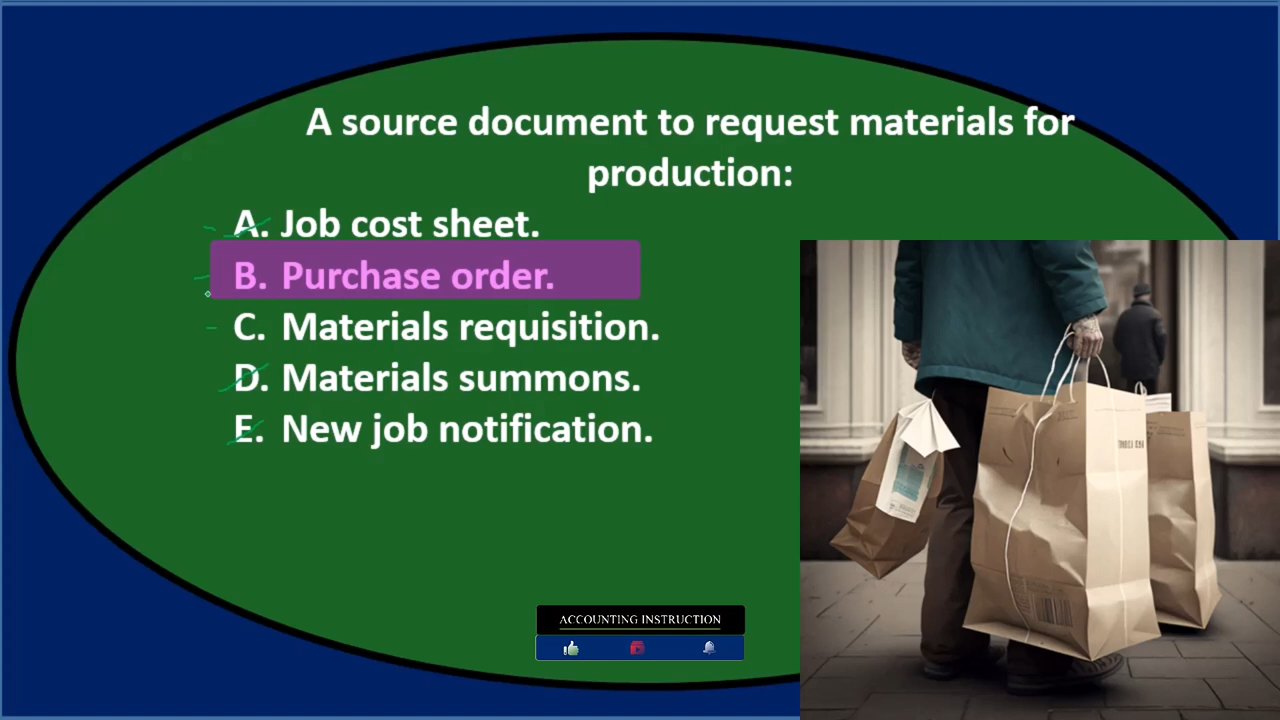 A source document to request materials for
production:
A. Job cost sheet.
B. Purchase order.
C. Materials requisition.
D. Materials summons.
E. New job notification.
ACCOUNTING INSTRUCTION